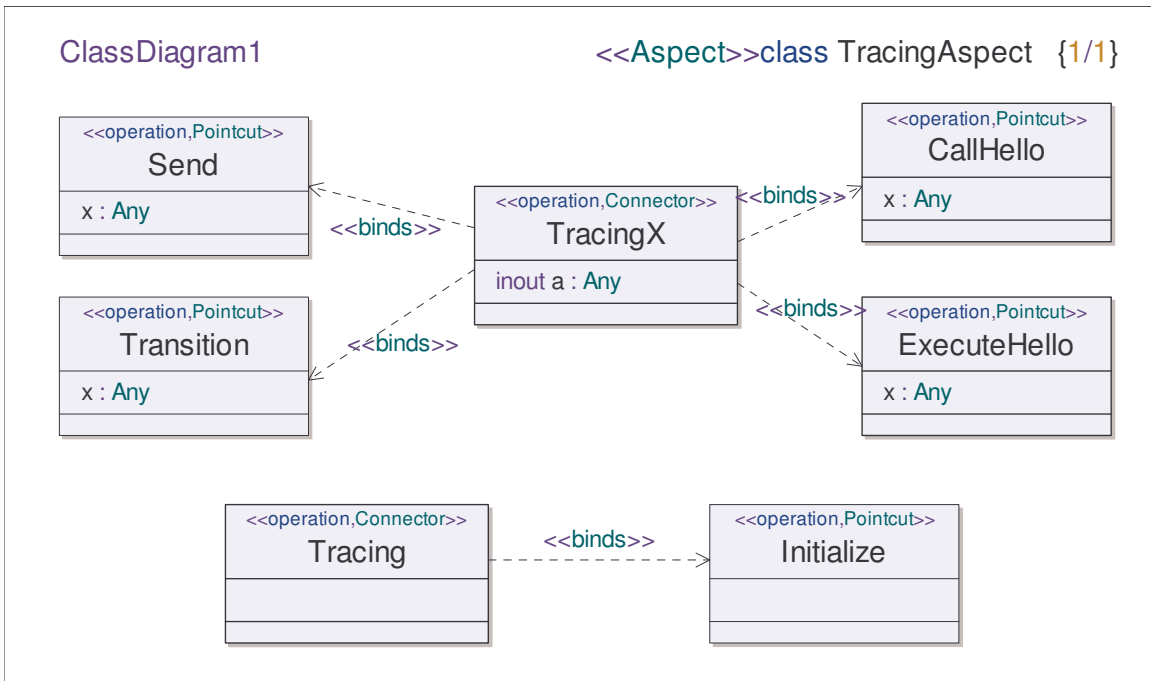 ClassDiagram1
<<Aspect>>class TracingAspect {1/1}
<<operation,Pointcut>>
Send
x : Any
<<binds>>
<<operation,Connector>>
TracingX
inout a : Any
<<binds>>
<<operation,Pointcut>>
CallHello
x : Any
<<operation,Pointcut>>
Transition
x : Any
<<binds>>
<<binds>>
<<operation,Pointcut>>
ExecuteHello
x : Any
<<operation,Connector>>
Tracing
<<binds>>
<<operation,Pointcut>>
Initialize